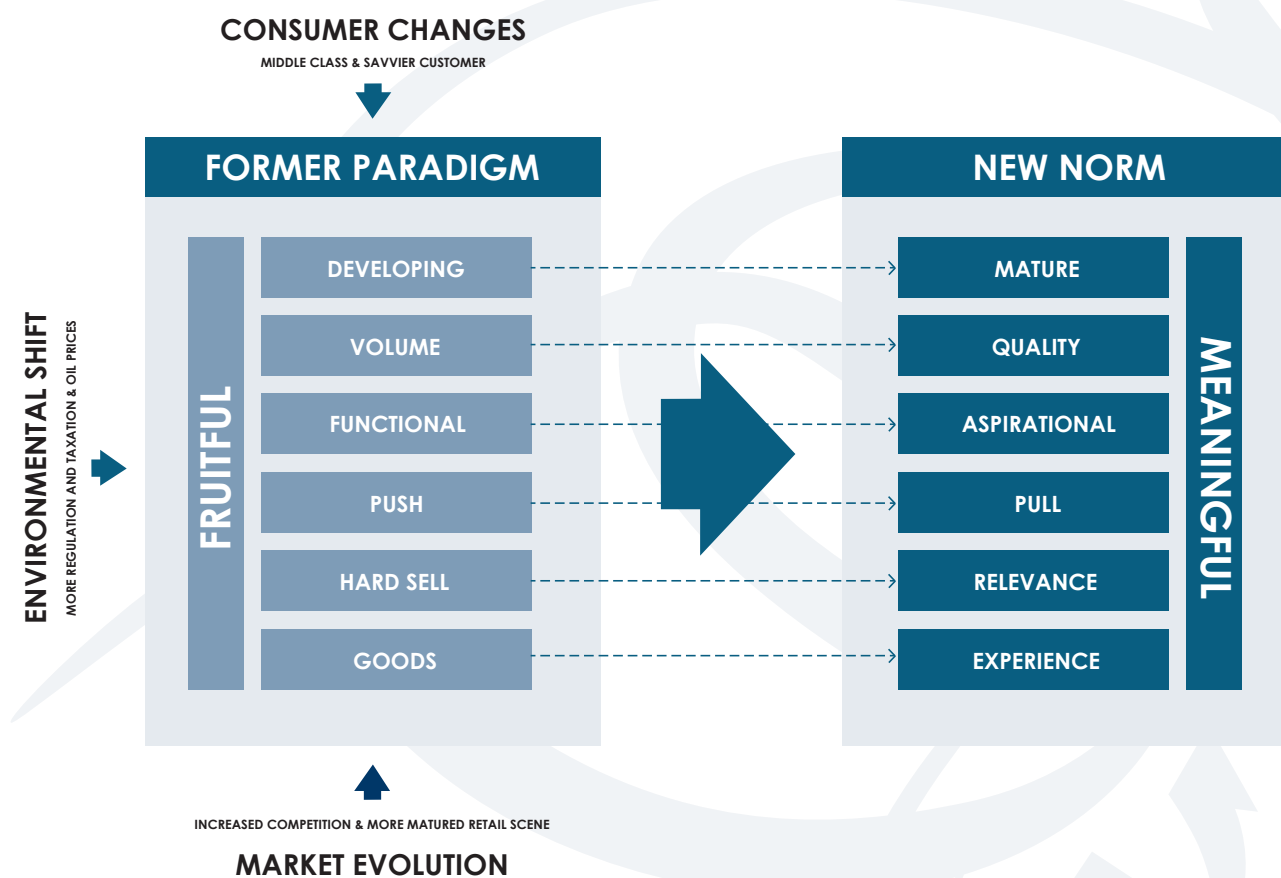 CONSUMER CHANGES
MIDDLE CLASS & SAVVIER CUSTOMER
ENVIRONMENTAL SHIFT
MORE REGULATION AND TAXATION & OIL PRICES
FORMER PARADIGM
FRUITFUL
DEVELOPING
VOLUME
FUNCTIONAL
PUSH
HARD SELL
GOODS
NEW NORM
MATURE
QUALITY
ASPIRATIONAL
PULL
RELEVANCE
EXPERIENCE
MEANINGFUL
INCREASED COMPETITION & MORE MATURED RETAIL SCENE
MARKET EVOLUTION